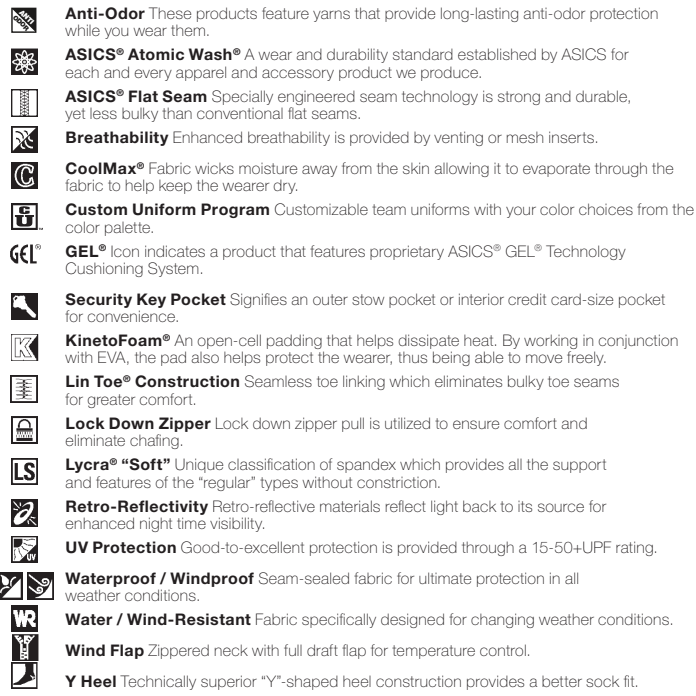 Anti-Odor These products feature yarns that provide long-lasting anti-odor protection
while you wear them.
ASICS® Atomic Wash® A wear and durability standard established by ASICS for
each and every apparel and accessory product we produce.
ASICS® Flat Seam Specially engineered seam technology is strong and durable,
yet less bulky than conventional flat seams.
Breathability Enhanced breathability is provided by venting or mesh inserts.
C CoolMax® Fabric wicks moisture away from the skin allowing it to evaporate through the
fabric to help keep the wearer dry.
CU™ Custom Uniform Program Customizable team uniforms with your color choices from the
color palette.
GEL® GEL® Icon indicates a product that features proprietary ASICS® GEL® Technology
Cushioning System.
Security Key Pocket Signifies an outer stow pocket or interior credit card-size pocket
for convenience.
K KinetoFoam® An open-cell padding that helps dissipate heat. By working in conjunction
with EVA, the pad also helps protect the wearer, thus being able to move freely.
Lin Toe® Construction Seamless toe linking which eliminates bulky toe seams
for greater comfort.
Lock Down Zipper Lock down zipper pull is utilized to ensure comfort and
eliminate chafing.
LS Lycra® “Soft” Unique classification of spandex which provides all the support
and features of the “regular” types without constriction.
Retro-Reflectivity Retro-reflective materials reflect light back to its source for
enhanced night time visibility.
UV UV Protection Good-to-excellent protection is provided through a 15-50+UPF rating.
Waterproof / Windproof Seam-sealed fabric for ultimate protection in all
weather conditions.
WR Water / Wind-Resistant Fabric specifically designed for changing weather conditions.
Wind Flap Zippered neck with full draft flap for temperature control.
Y Heel Technically superior “Y”-shaped heel construction provides a better sock fit.